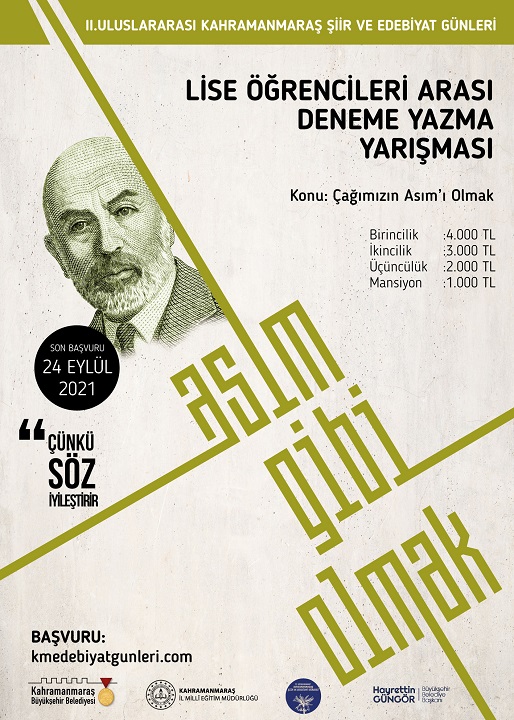 II.ULUSLARARASI KAHRAMANMARAŞ ŞİİR VE EDEBİYAT GÜNLERİ
LİSE ÖĞRENCİLERİ ARASI
DENEME YAZMA
YARIŞMASI
Konu: Çağımızın Asım'ı Olmak
Birincilik :4.000 TL
İkincilik :3.000 TL
Üçüncülük :2.000 TL
Mansiyon :1.000 TL
SON BAŞVURU
24 EYLÜL
2021
asım
gibi
olmak
“ÇÜNKÜ
SÖZ
İYİLEŞTİRİR
BAŞVURU:
kmedebiyatgunleri.com
Kahramanmaraş
Büyükşehir Belediyesi
KAHRAMANMARAŞ
İL MİLLİ EĞİTİM MÜDÜRLÜĞÜ
Hayrettin
GÜNGÖR
Büyükşehir
Belediye
Başkanı